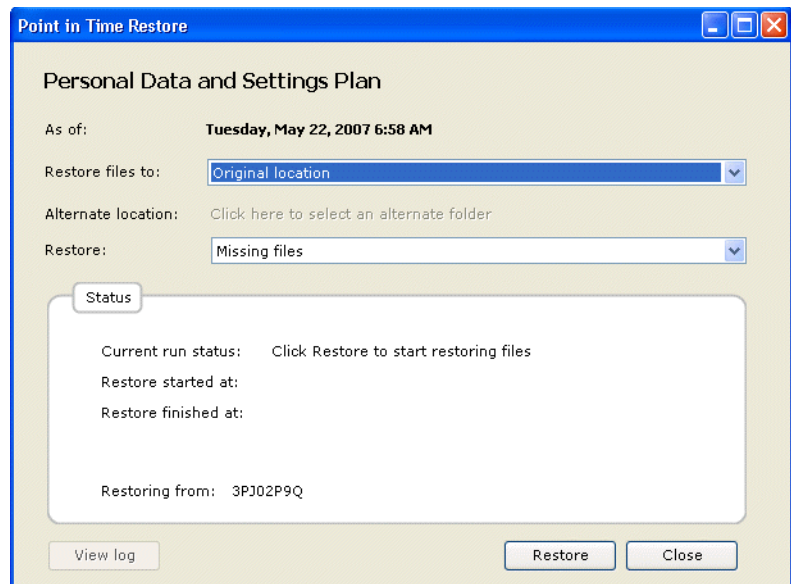 Point in Time Restore
Personal Data and Settings Plan
As of: Tuesday, May 22, 2007 6:58 AM
Restore files to: Original location
Alternate location: Click here to select an alternate folder
Restore: Missing files
Status
Current run status: Click Restore to start restoring files
Restore started at:
Restore finished at:
Restoring from: 3PJ02P9Q
View log Restore Close